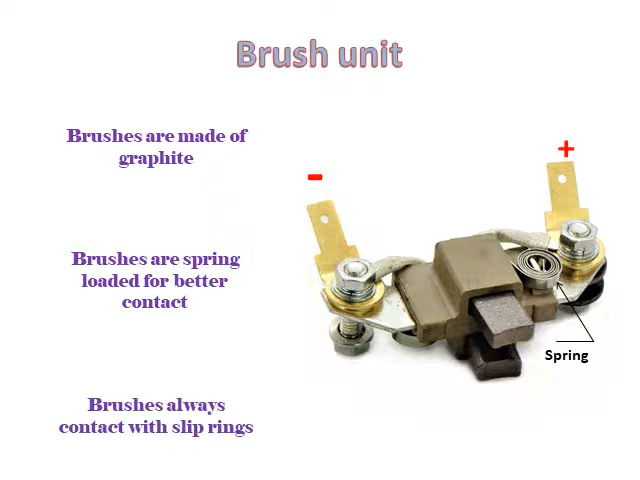 Brush unit
Brushes are made of
graphite
-
+
Brushes are spring
loaded for better
contact
Spring
Brushes always
contact with slip rings